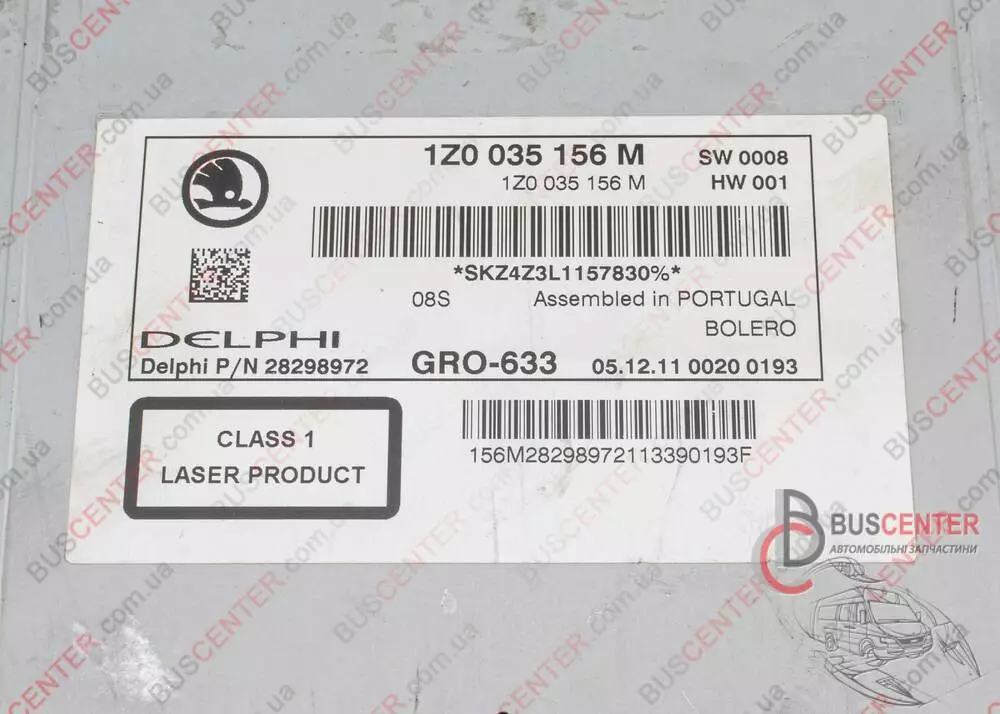 1Z0 035 156 M
SW 0008
1Z0 035 156 M
HW 001
*SKZ4Z3L1157830%*
08S
Assembled in PORTUGAL
BOLERO
DELPHI
Delphi P/N 28298972
GRO-633
05.12.11 0020 0193
CLASS 1
LASER PRODUCT
156M28298972113390193F
BUSCENTER
АВТОМОБІЛЬНІ ЗАПЧАСТИНИ
BUSCENTER.com.ua